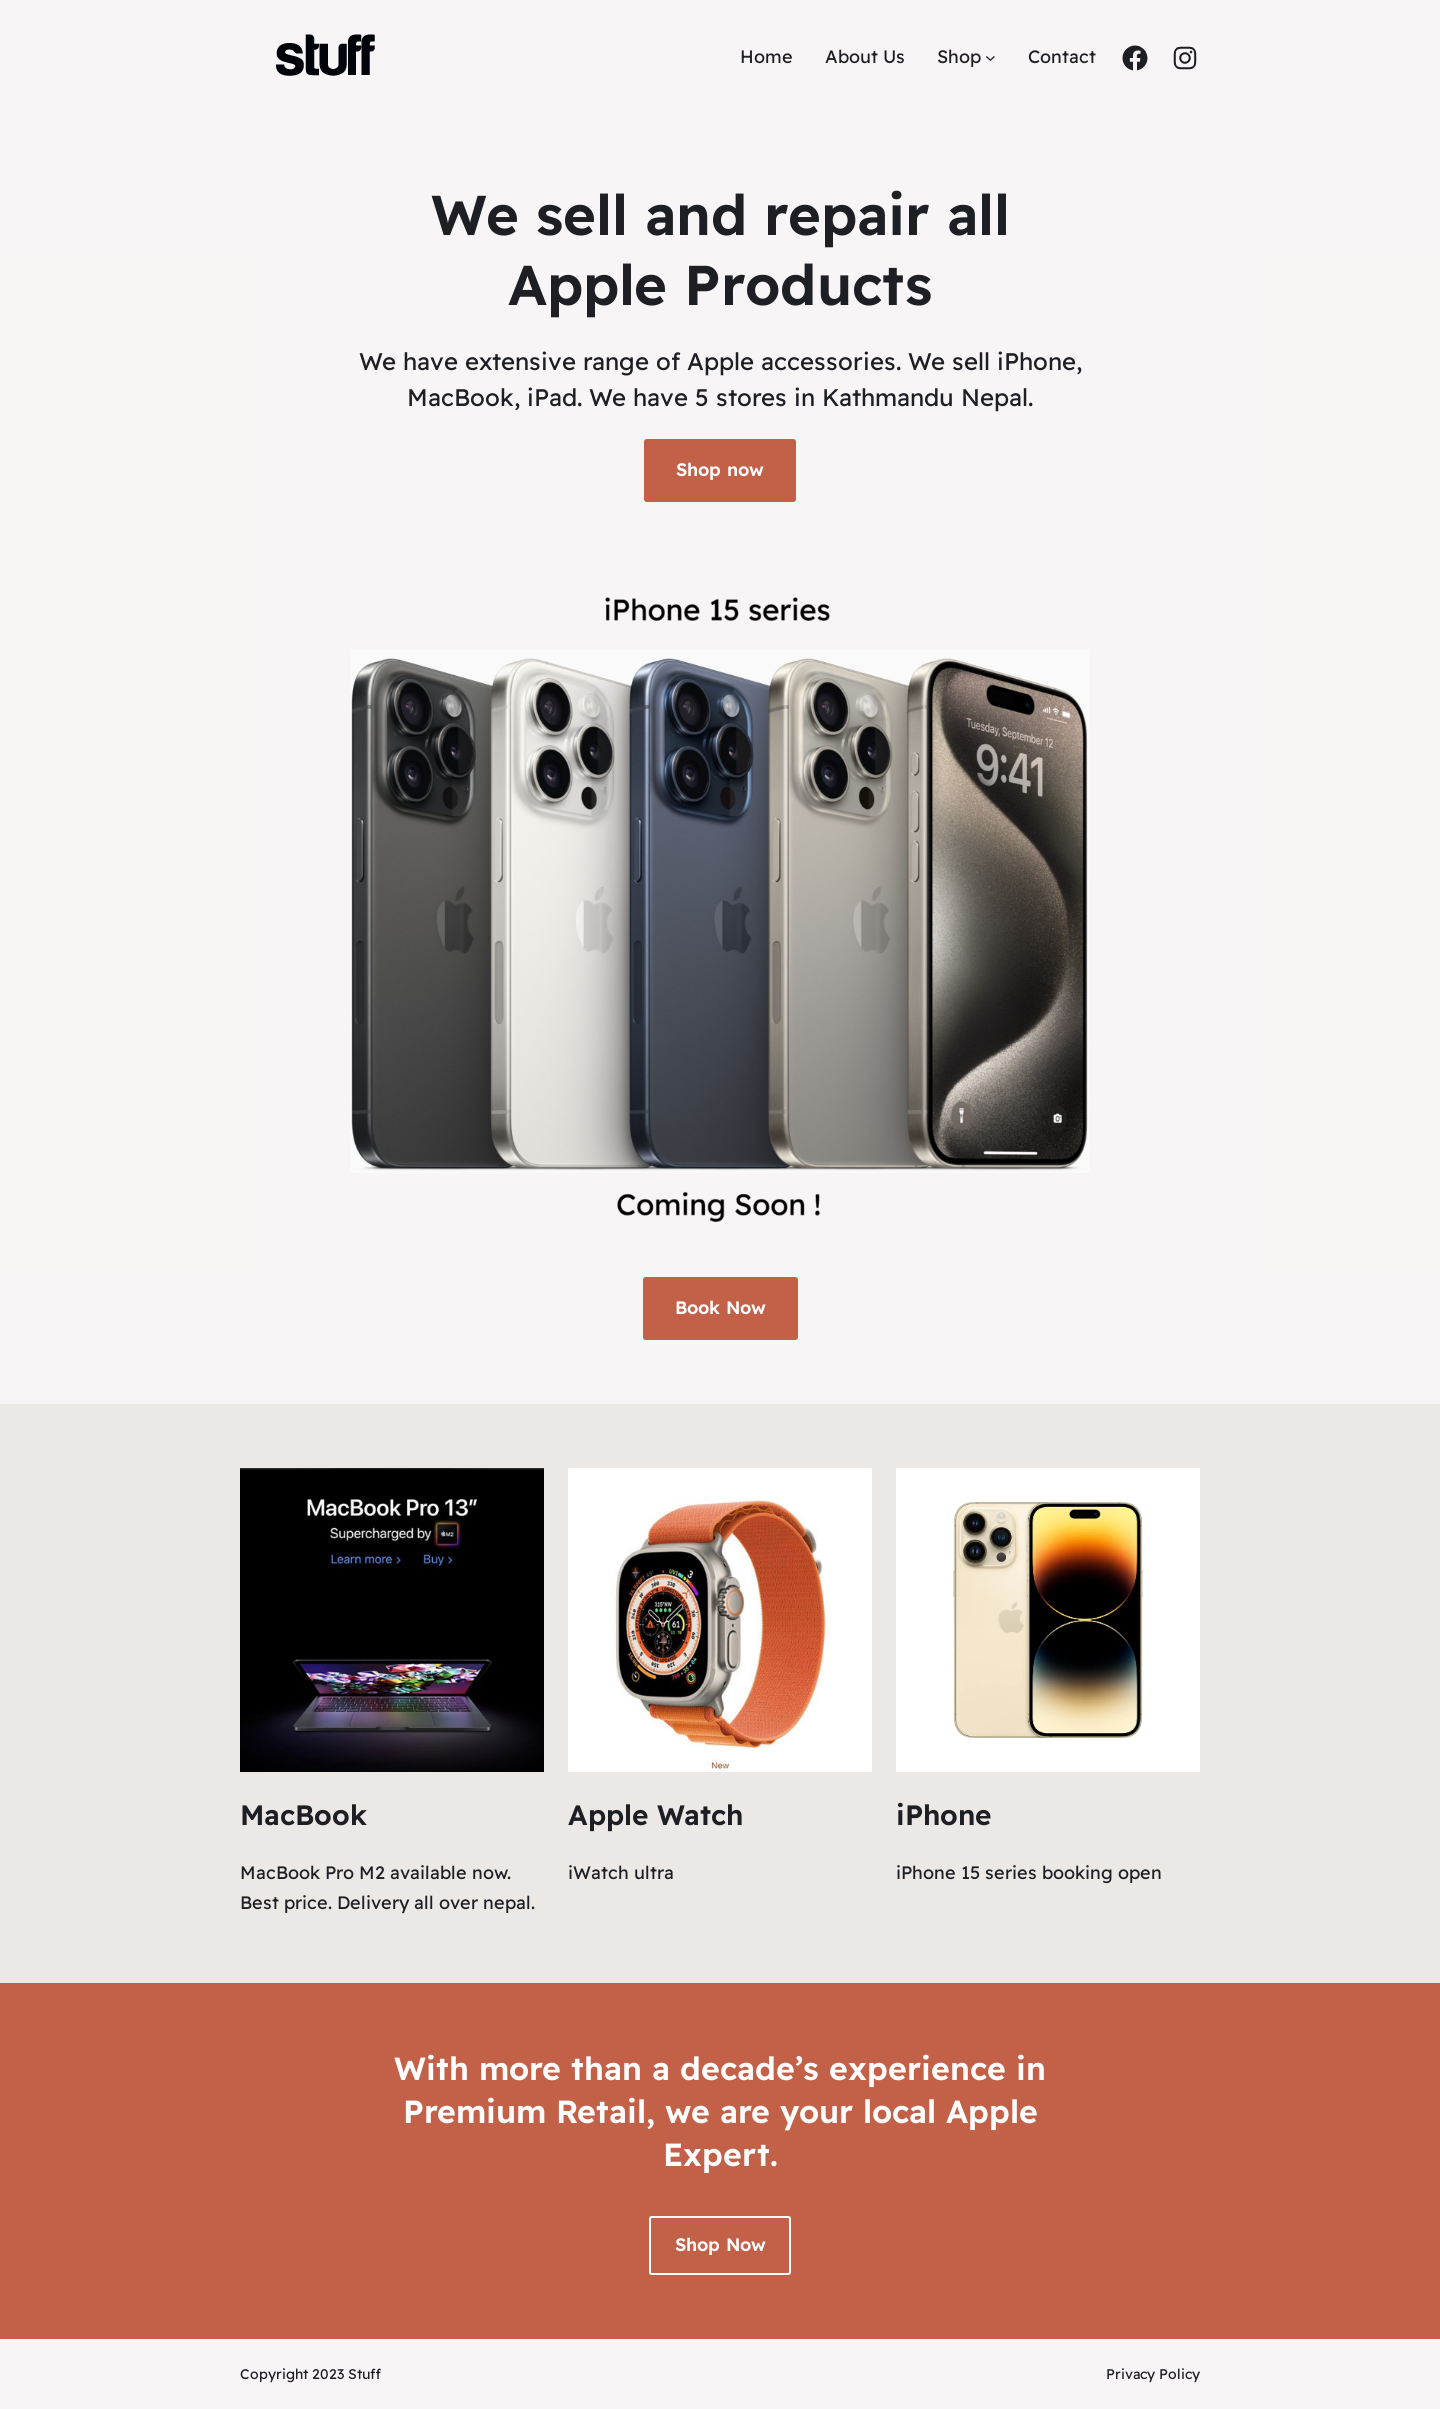 stuff
Home
About Us
Shop
Contact
We sell and repair all
Apple Products
We have extensive range of Apple accessories. We sell iPhone,
MacBook, iPad. We have 5 stores in Kathmandu Nepal.
Shop now
iPhone 15 series
Tuesday, September 12
9:41
Coming Soon !
Book Now
MacBook Pro 13”
Supercharged by M2
Learn more >
Buy >
New
MacBook
MacBook Pro M2 available now.
Best price. Delivery all over nepal.
Apple Watch
iWatch ultra
iPhone
iPhone 15 series booking open
With more than a decade’s experience in
Premium Retail, we are your local Apple
Expert.
Shop Now
Copyright 2023 Stuff
Privacy Policy